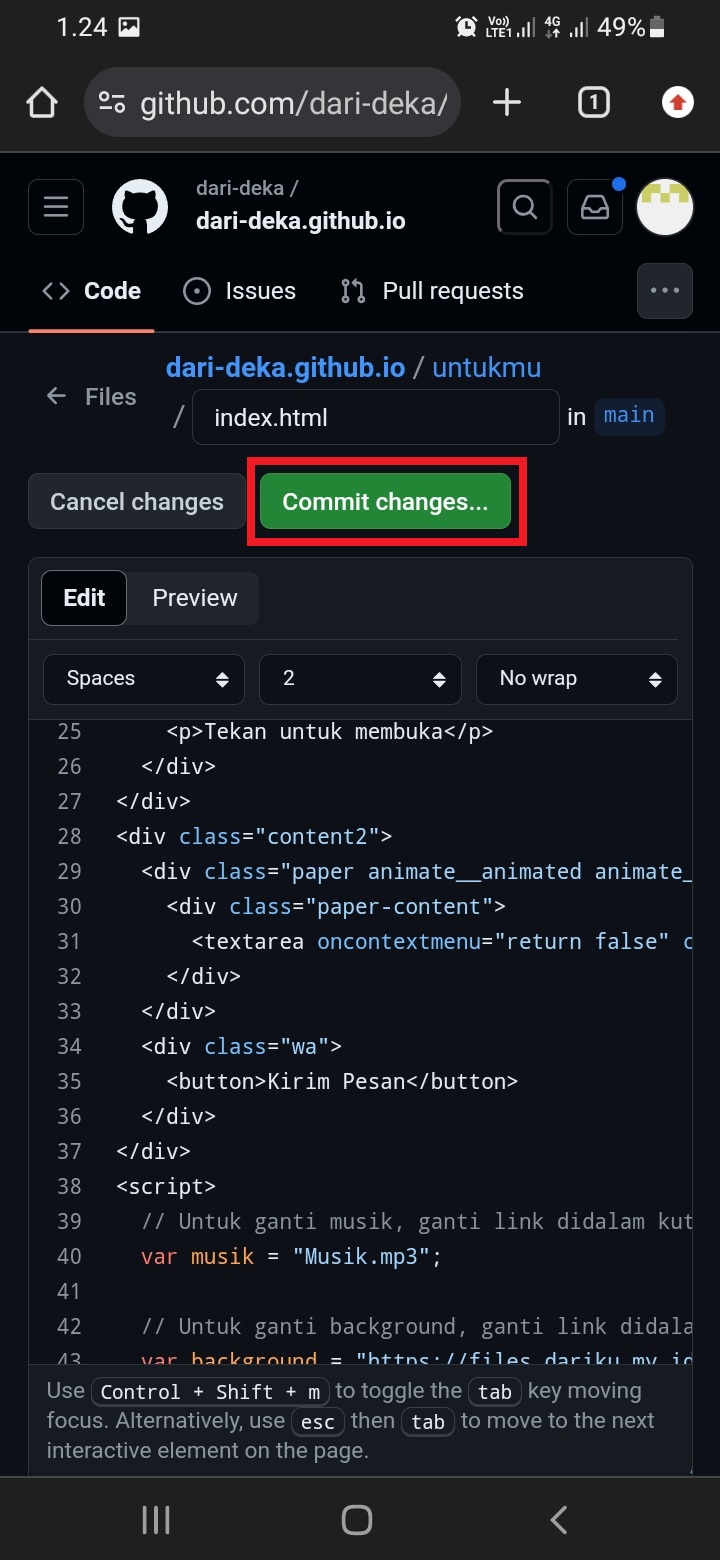 1.24 Vo)) LTE1 4G 49%
github.com/dari-deka/ 1
dari-deka /
dari-deka.github.io
Code Issues Pull requests
dari-deka.github.io / untukmu
Files / index.html in main
Cancel changes Commit changes...
Edit Preview
Spaces 2 No wrap
25 <p>Tekan untuk membuka</p>
26 </div>
27 </div>
28 <div class="content2">
29 <div class="paper animate__animated animate_
30 <div class="paper-content">
31 <textarea oncontextmenu="return false" c
32 </div>
33 </div>
34 <div class="wa">
35 <button>Kirim Pesan</button>
36 </div>
37 </div>
38 <script>
39 // Untuk ganti musik, ganti link didalam kut
40 var musik = "Musik.mp3";
41
42 // Untuk ganti background, ganti link didala
43 var background = "https://files.dariku.my.id
Use Control + Shift + m to toggle the tab key moving
focus. Alternatively, use esc then tab to move to the next
interactive element on the page.